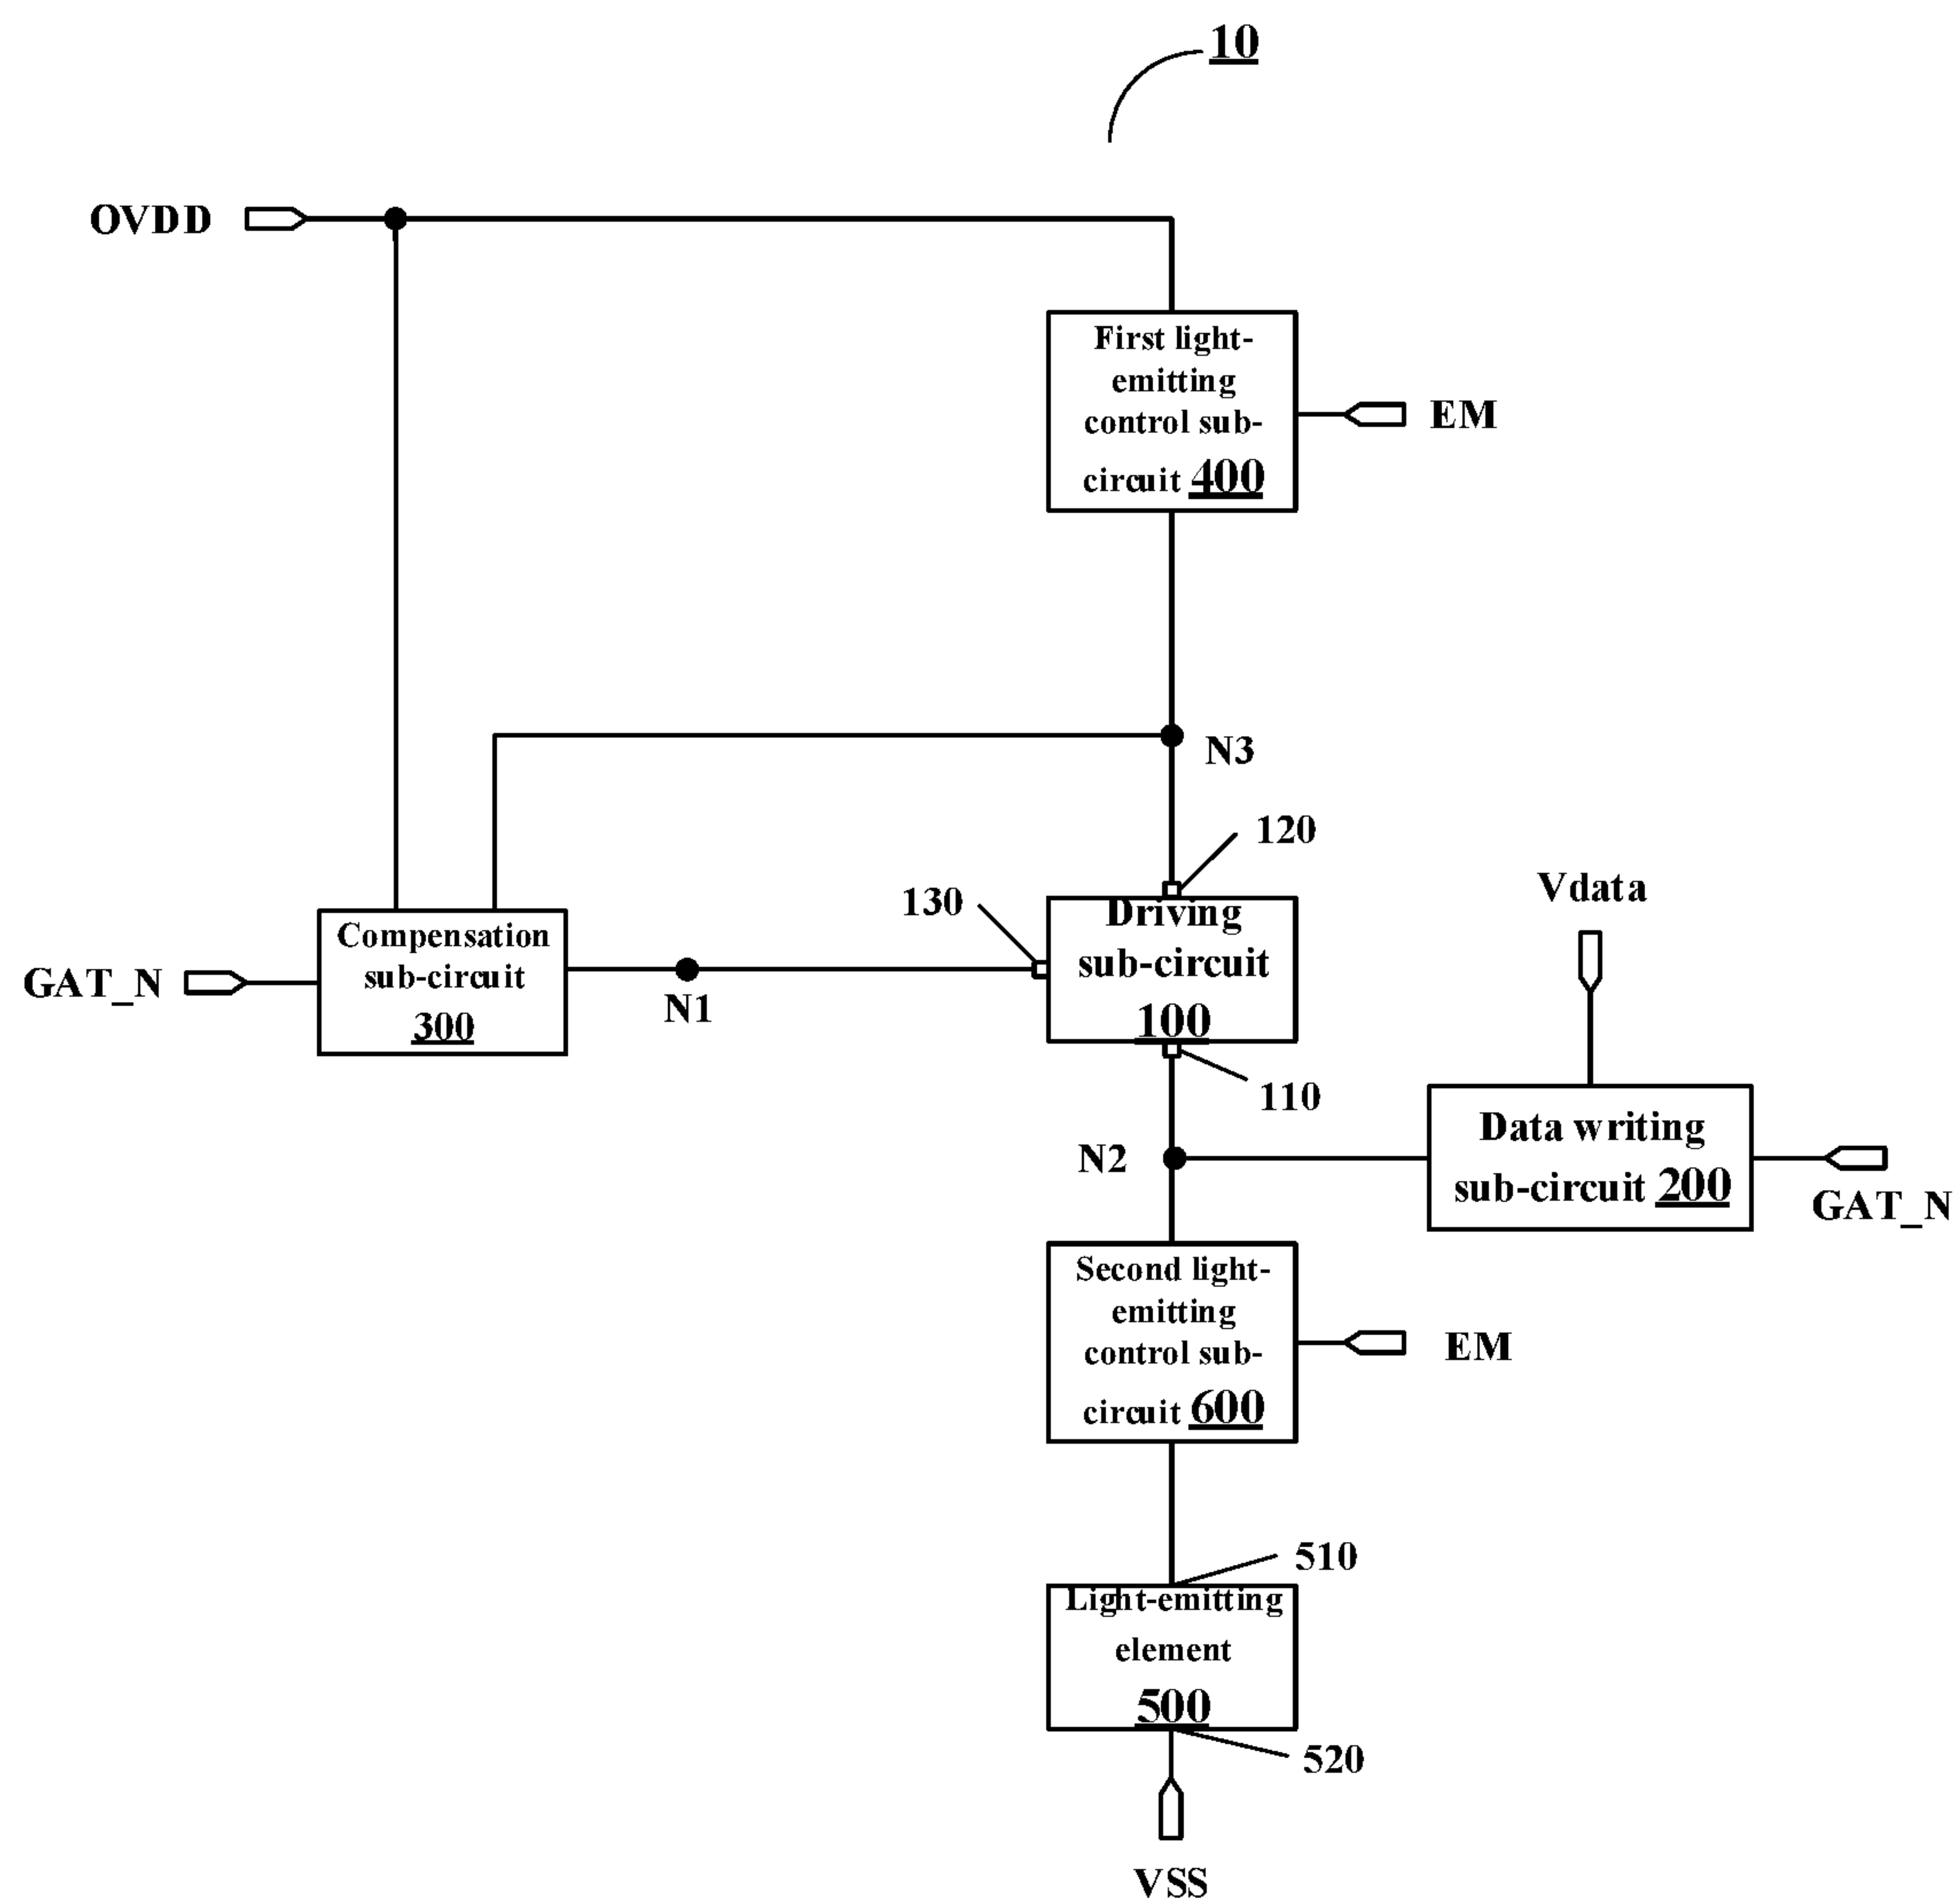 10
OVDD
First light-
emitting
control sub-
circuit 400
EM
N3
120
130
Vdata
Driving
sub-circuit
100
Compensation
sub-circuit
300
GAT_N
N1
110
Data writing
sub-circuit 200
N2
GAT_N
Second light-
emitting
control sub-
circuit 600
EM
510
Light-emitting
element
500
520
VSS